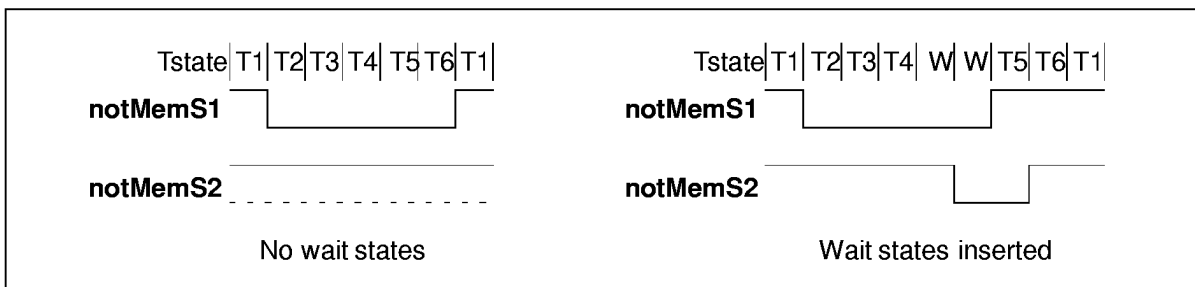 Tstate T1 T2 T3 T4 T5 T6 T1
notMemS1
notMemS2
No wait states
Tstate T1 T2 T3 T4 W W T5 T6 T1
notMemS1
notMemS2
Wait states inserted